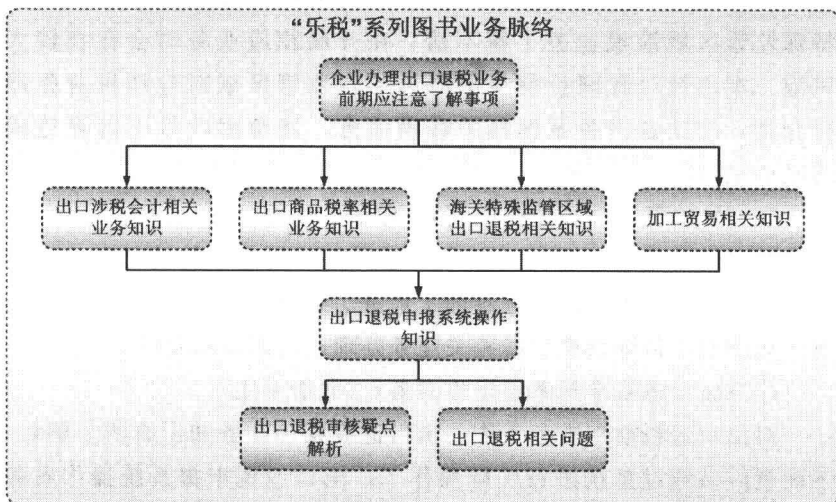 “乐税”系列图书业务脉络
企业办理出口退税业务
前期应注意了解事项
出口涉税会计相关
业务知识
出口商品税率相关
业务知识
海关特殊监管区域
出口退税相关知识
加工贸易相关知识
出口退税申报系统操作
知识
出口退税审核疑点
解析
出口退税相关问题